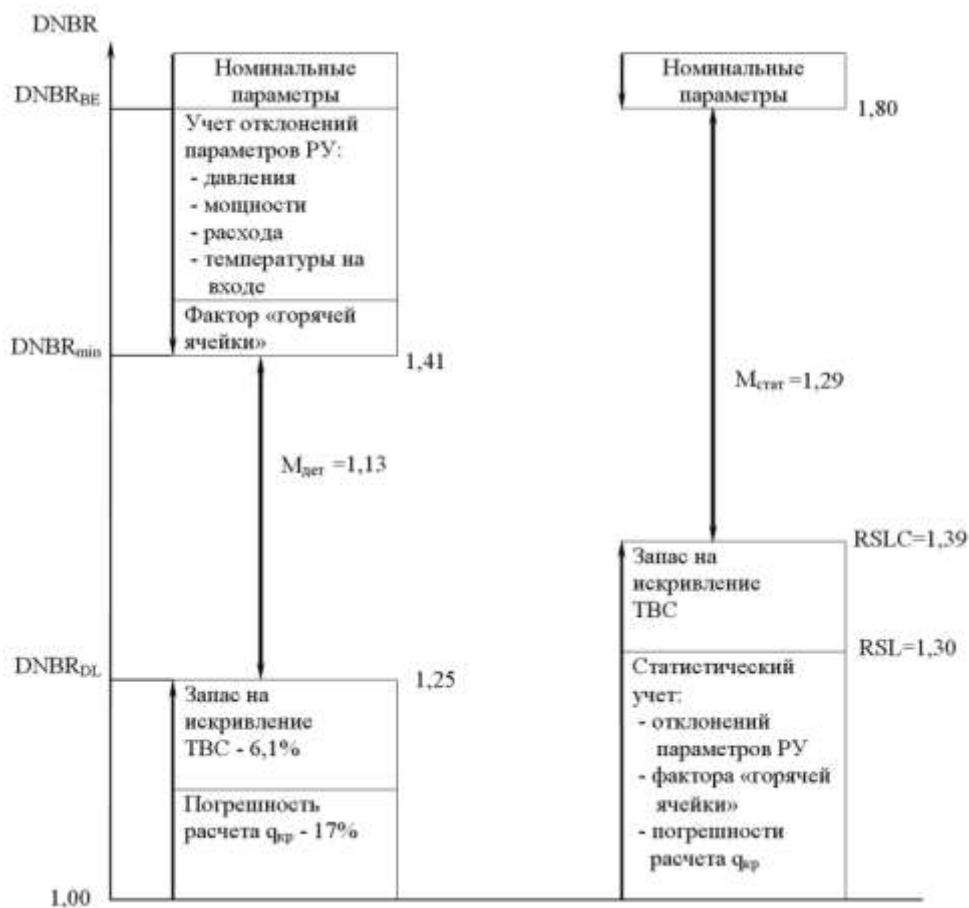 DNBR
DNBR_BE
Номинальные
параметры
Учет отклонений
параметров РУ:
- давления
- мощности
- расхода
- температуры на
входе
Фактор «горячей
ячейки»
DNBR_min
1,41
M_дет =1,13
DNBR_DL
1,25
Запас на
искривление
ТВС - 6,1%
Погрешность
расчета q_кр - 17%
1,00
Номинальные
параметры
1,80
M_стат =1,29
RSLC=1,39
Запас на
искривление
ТВС
RSL=1,30
Статистический
учет:
- отклонений
параметров РУ
- фактора «горячей
ячейки»
- погрешности
расчета q_кр